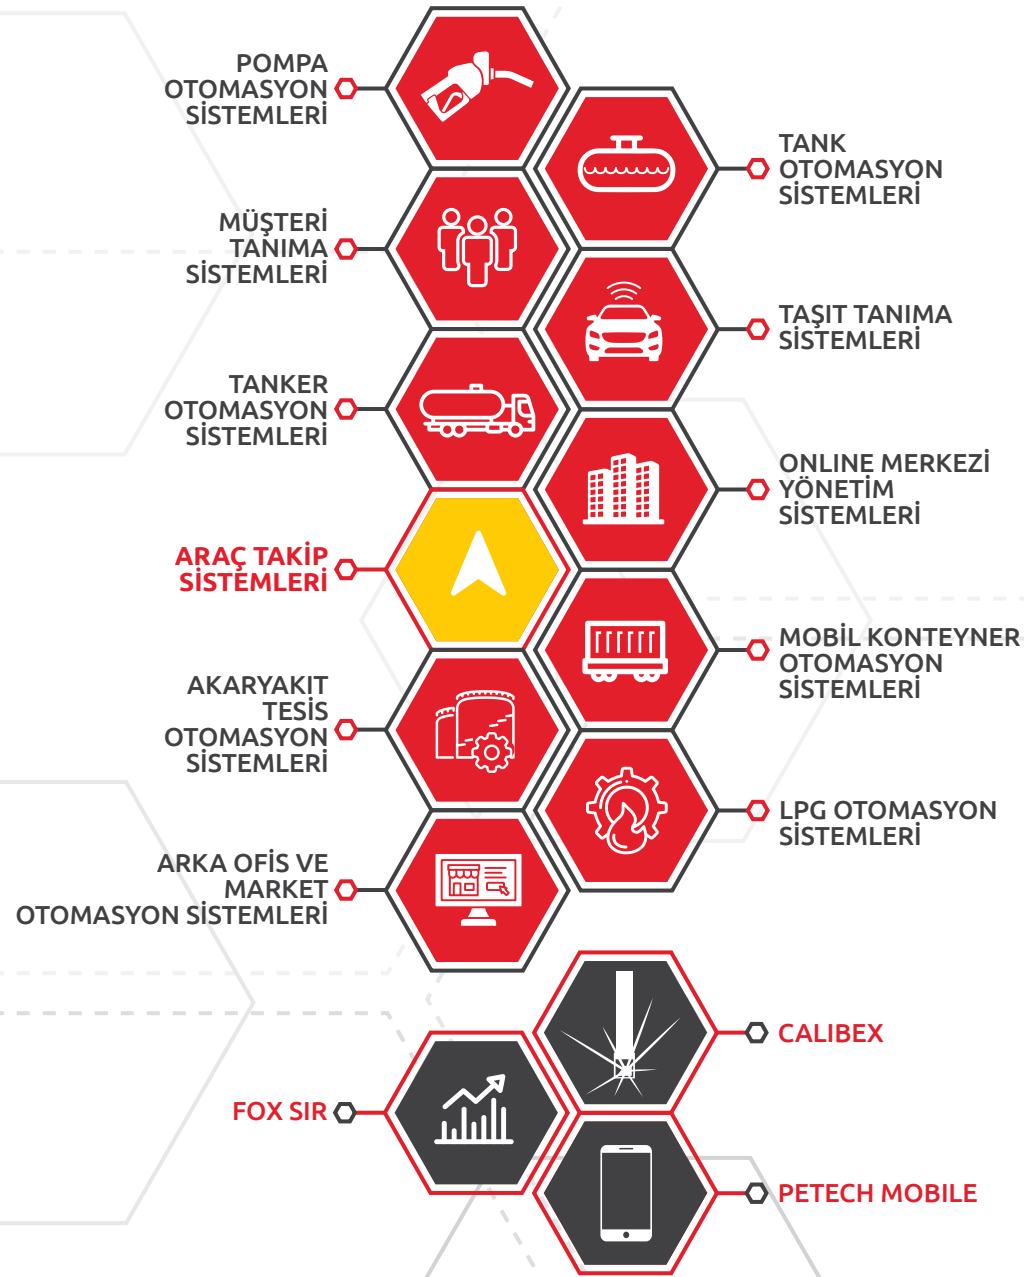 POMPA
OTOMASYON
SİSTEMLERİ
TANK
OTOMASYON
SİSTEMLERİ
MÜŞTERİ
TANIMA
SİSTEMLERİ
TAŞIT TANIMA
SİSTEMLERİ
TANKER
OTOMASYON
SİSTEMLERİ
ONLINE MERKEZİ
YÖNETİM
SİSTEMLERİ
ARAÇ TAKİP
SİSTEMLERİ
MOBİL KONTEYNER
OTOMASYON
SİSTEMLERİ
AKARYAKIT
TESİS
OTOMASYON
SİSTEMLERİ
LPG OTOMASYON
SİSTEMLERİ
ARKA OFİS VE
MARKET
OTOMASYON SİSTEMLERİ
CALIBEX
FOX SIR
PETECH MOBILE